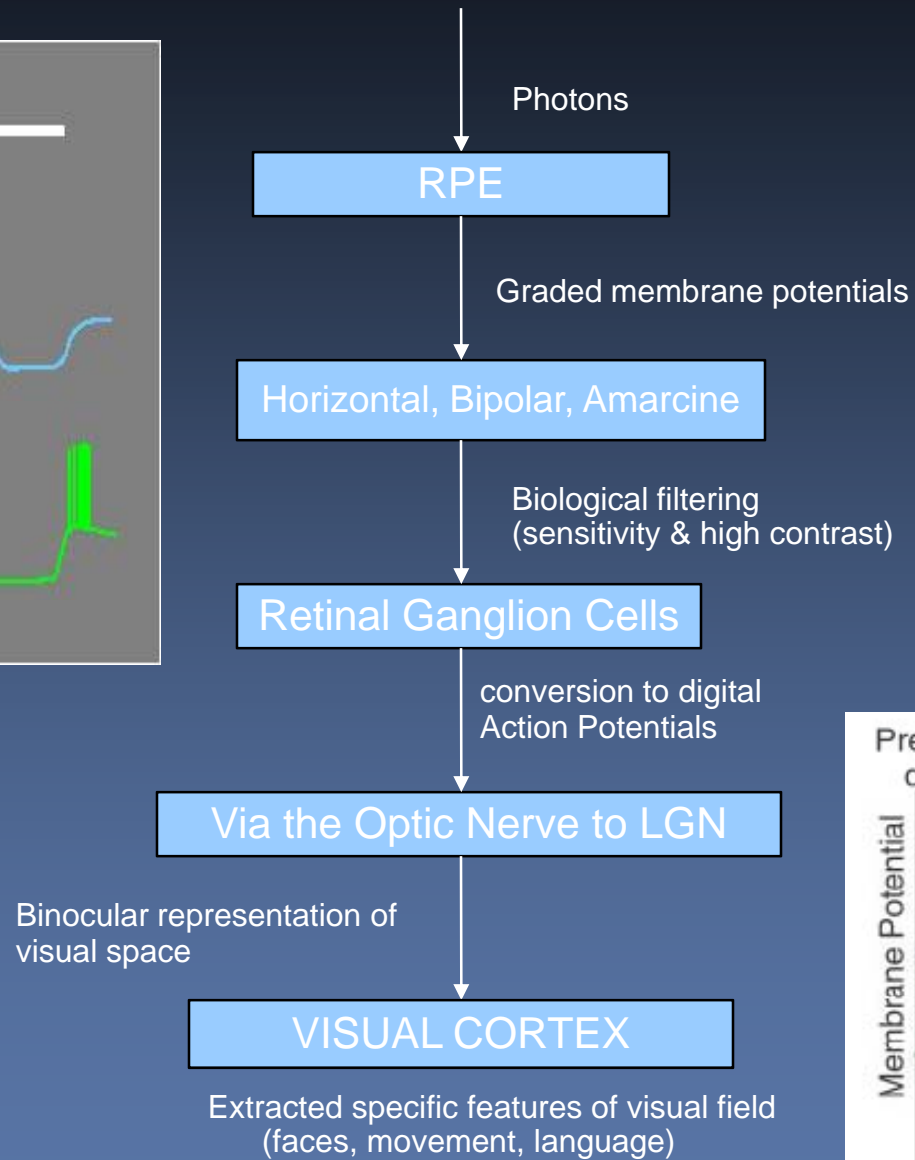 Photons
RPE
Graded membrane potentials
Horizontal, Bipolar, Amarcine
Biological filtering
(sensitivity & high contrast)
Retinal Ganglion Cells
conversion to digital
Action Potentials
Via the Optic Nerve to LGN
Binocular representation of
visual space
VISUAL CORTEX
Extracted specific features of visual field
(faces, movement, language)
Membrane Potential